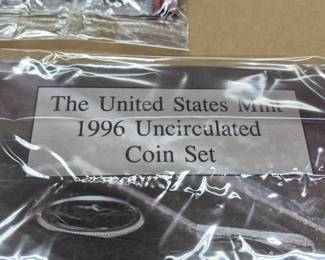 The United States Mint
1996 Uncirculated
Coin Set